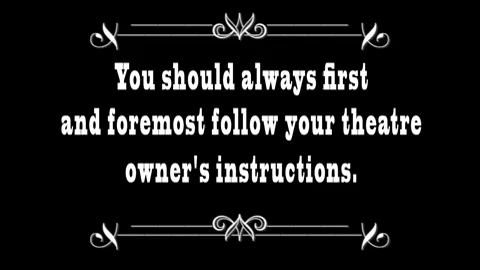 You should always first
and foremost follow your theatre
owner's instructions.